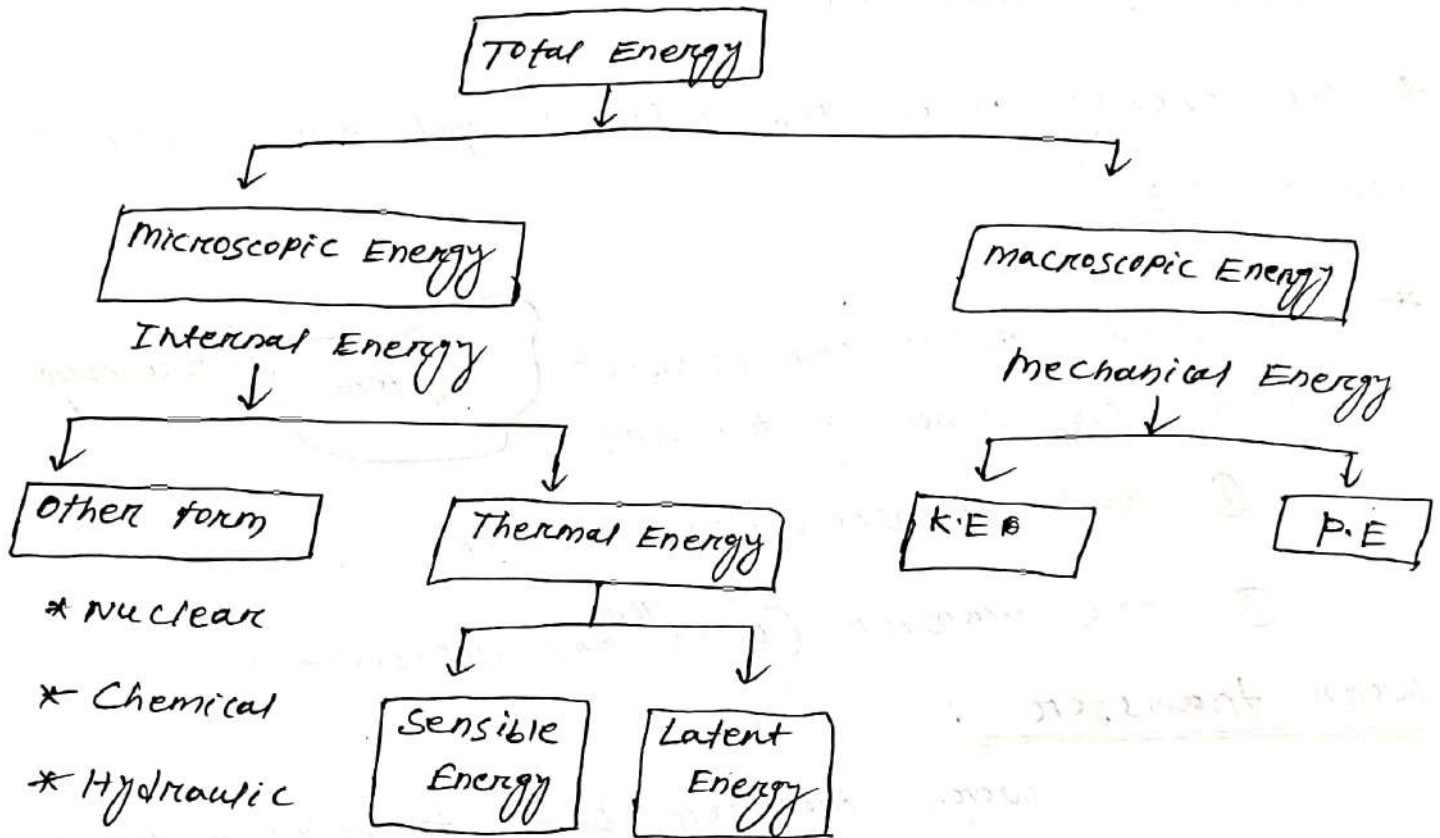 Total Energy
Microscopic Energy
Macroscopic Energy
Internal Energy
Mechanical Energy
Other form
Thermal Energy
K.E
P.E
* Nuclear
* Chemical
* Hydraulic
Sensible
Energy
Latent
Energy